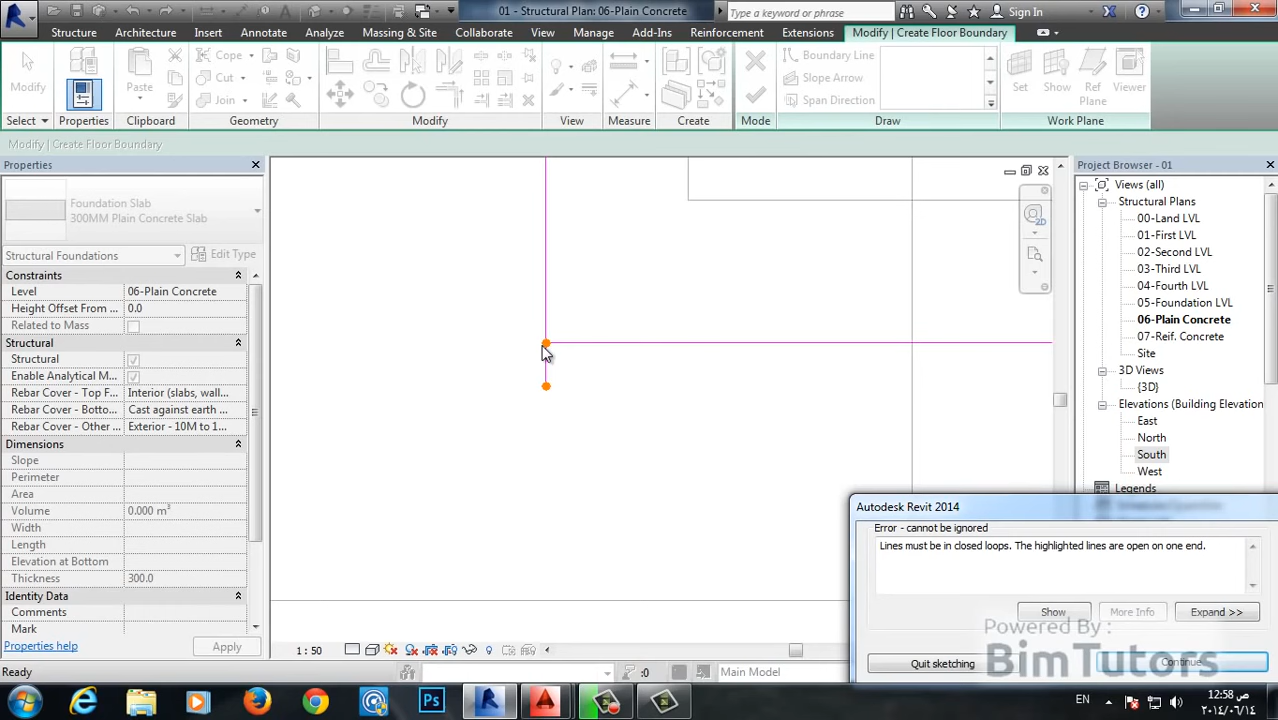 01 - Structural Plan: 06-Plain Concrete
Type a keyword or phrase
Sign In
Structure Architecture Insert Annotate Analyze Massing & Site Collaborate View Manage Add-Ins Reinforcement Extensions Modify | Create Floor Boundary
Cope
Boundary Line
Cut
Slope Arrow
Modify
Paste
Join
Span Direction
Set Show Ref Plane Viewer
Select Properties Clipboard Geometry Modify View Measure Create Mode Draw Work Plane
Modify | Create Floor Boundary
Properties
Foundation Slab
300MM Plain Concrete Slab
Structural Foundations
Edit Type
Constraints
Level 06-Plain Concrete
Height Offset From ... 0.0
Related to Mass
Structural
Structural
Enable Analytical M...
Rebar Cover - Top F... Interior (slabs, wall...
Rebar Cover - Botto... Cast against earth ...
Rebar Cover - Other ... Exterior - 10M to 1...
Dimensions
Slope
Perimeter
Area
Volume 0.000 m³
Width
Length
Elevation at Bottom
Thickness 300.0
Identity Data
Comments
Mark
Properties help
Apply
2D
Project Browser - 01
Views (all)
Structural Plans
00-Land LVL
01-First LVL
02-Second LVL
03-Third LVL
04-Fourth LVL
05-Foundation LVL
06-Plain Concrete
07-Reif. Concrete
Site
3D Views
{3D}
Elevations (Building Elevation
East
North
South
West
Legends
Autodesk Revit 2014
Error - cannot be ignored
Lines must be in closed loops. The highlighted lines are open on one end.
Show More Info Expand >>
Quit sketching Continue
Powered By :
BimTutors
1 : 50
Ready
:0
Main Model
Ps
EN
12:58 ص
٢٠١٤/٠٦/١٤